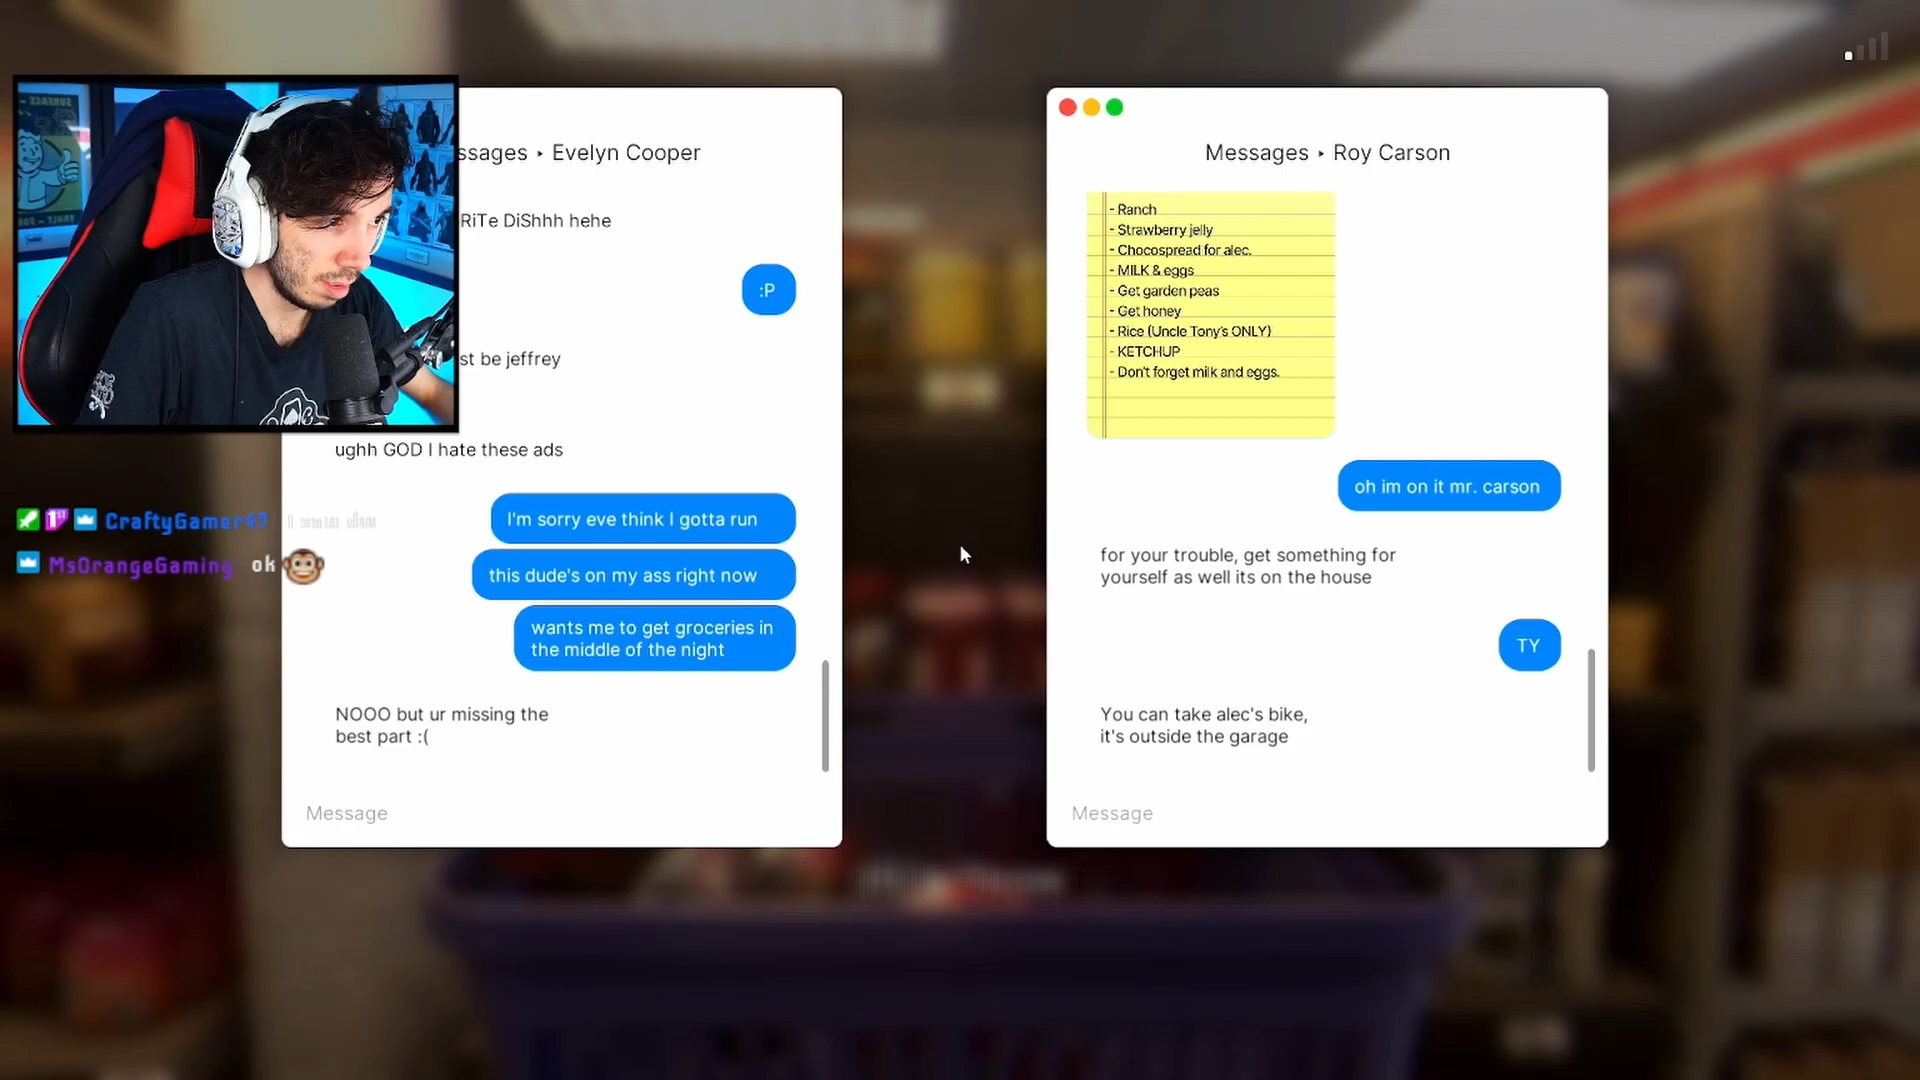 ssages ‣ Evelyn Cooper
RiTe DiShhh hehe
:P
st be jeffrey
ughh GOD I hate these ads
I'm sorry eve think I gotta run
this dude's on my ass right now
wants me to get groceries in
the middle of the night
NOOO but ur missing the
best part :(
Message
CraftyGamer47
MsOrangeGaming ok
Messages ‣ Roy Carson
- Ranch
- Strawberry jelly
- Chocospread for alec.
- MILK & eggs
- Get garden peas
- Get honey
- Rice (Uncle Tony's ONLY)
- KETCHUP
- Don't forget milk and eggs.
oh im on it mr. carson
for your trouble, get something for
yourself as well its on the house
TY
You can take alec's bike,
it's outside the garage
Message